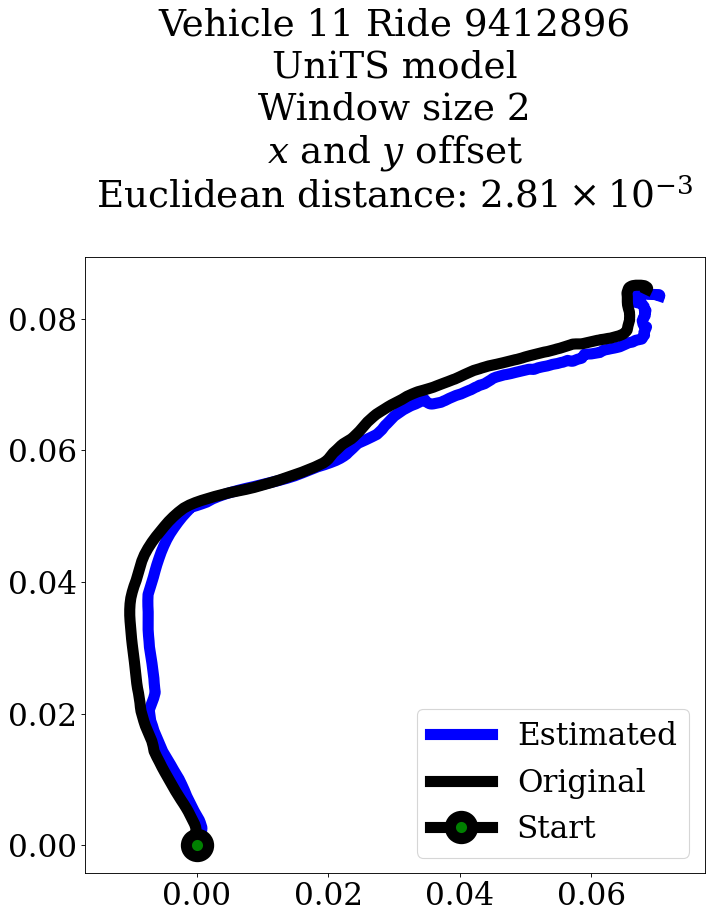 Vehicle 11 Ride 9412896
UniTS model
Window size 2
x and y offset
Euclidean distance: 2.81 × 10⁻³
0.08
0.06
0.04
0.02
0.00
Estimated
Original
Start
0.00 0.02 0.04 0.06